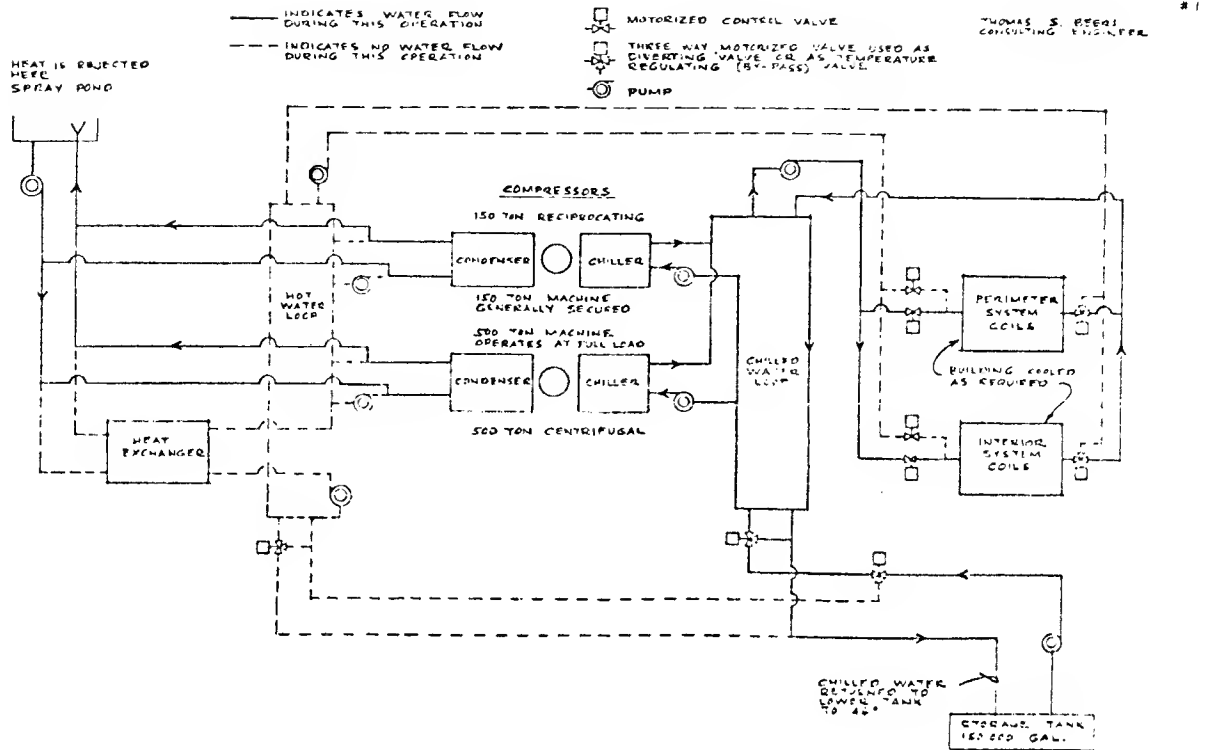 # 1
INDICATES WATER FLOW
DURING THIS OPERATION
INDICATES NO WATER FLOW
DURING THIS OPERATION
MOTORIZED CONTROL VALVE
THREE WAY MOTORIZED VALVE USED AS
DIVERTING VALVE OR AS TEMPERATURE
REGULATING (BY-PASS) VALVE
PUMP
THOMAS S. BEERS
CONSULTING ENGINEER
HEAT IS REJECTED
HERE
SPRAY POND
COMPRESSORS
150 TON RECIPROCATING
CONDENSER
CHILLER
150 TON MACHINE
GENERALLY SECURED
500 TON MACHINE
OPERATES AT FULL LOAD
CONDENSER
CHILLER
500 TON CENTRIFUGAL
HOT
WATER
LOOP
CHILLED
WATER
LOOP
HEAT
EXCHANGER
PERIMETER
SYSTEM
COILS
BUILDING COOLED
AS REQUIRED
INTERIOR
SYSTEM
COILS
CHILLED WATER
RETURNED TO
LOWER TANK
TO
STORAGE TANK
GAL.